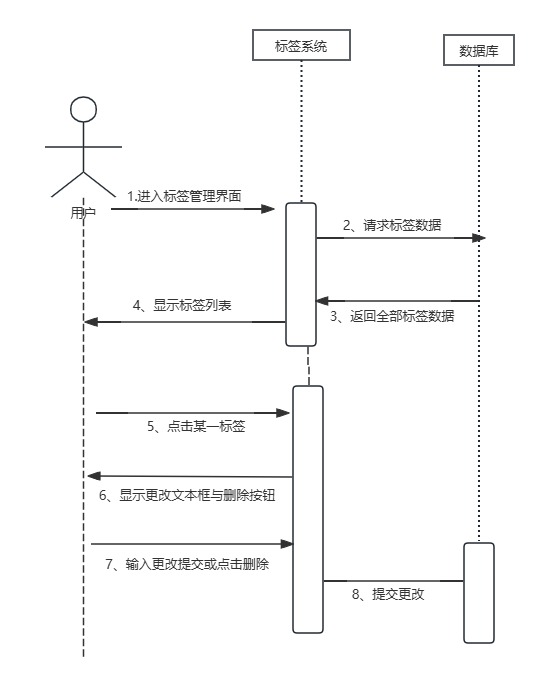 标签系统
数据库
用户
1.进入标签管理界面
2、请求标签数据
3、返回全部标签数据
4、显示标签列表
5、点击某一标签
6、显示更改文本框与删除按钮
7、输入更改提交或点击删除
8、提交更改